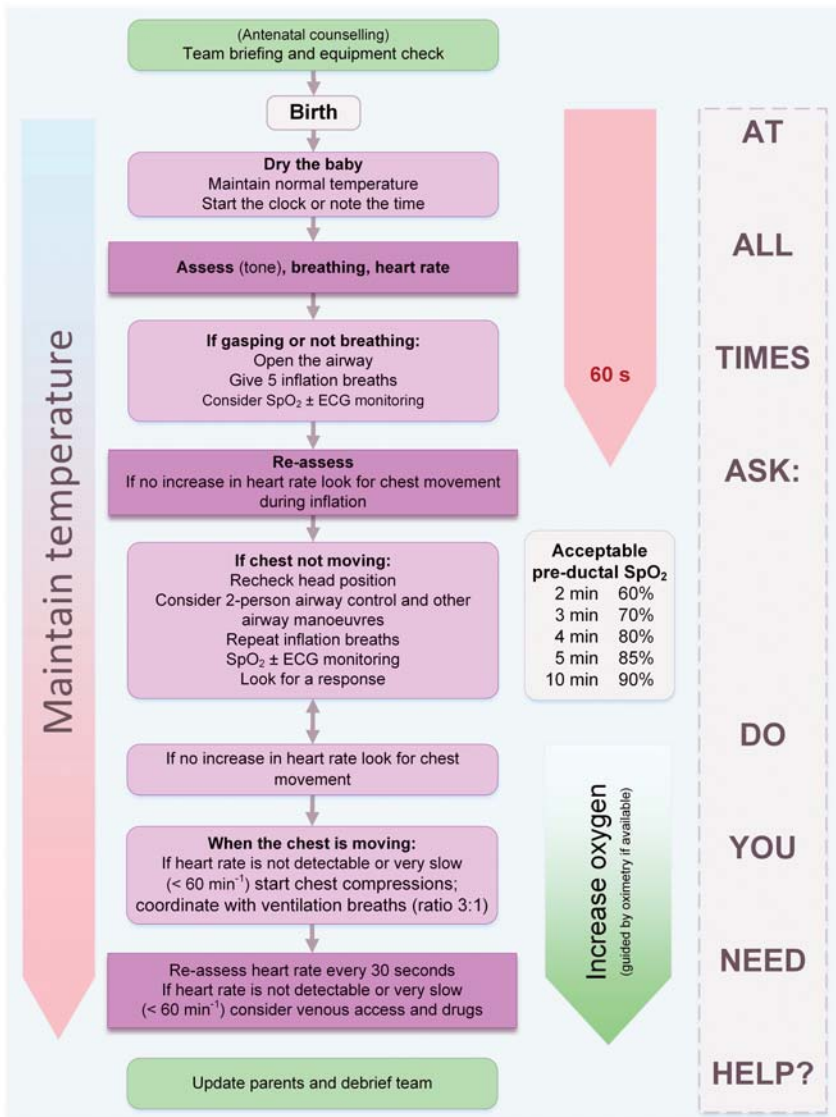 (Antenatal counselling)
Team briefing and equipment check
Birth
Dry the baby
Maintain normal temperature
Start the clock or note the time
Assess (tone), breathing, heart rate
If gasping or not breathing:
Open the airway
Give 5 inflation breaths
Consider SpO₂ ± ECG monitoring
Re-assess
If no increase in heart rate look for chest movement
during inflation
If chest not moving:
Recheck head position
Consider 2-person airway control and other
airway manoeuvres
Repeat inflation breaths
SpO₂ ± ECG monitoring
Look for a response
If no increase in heart rate look for chest
movement
When the chest is moving:
If heart rate is not detectable or very slow
(< 60 min⁻¹) start chest compressions;
coordinate with ventilation breaths (ratio 3:1)
Re-assess heart rate every 30 seconds
If heart rate is not detectable or very slow
(< 60 min⁻¹) consider venous access and drugs
Update parents and debrief team
Maintain temperature
60 s
Acceptable
pre-ductal SpO₂
2 min 60%
3 min 70%
4 min 80%
5 min 85%
10 min 90%
Increase oxygen
(guided by oximetry if available)
AT
ALL
TIMES
ASK:
DO
YOU
NEED
HELP?